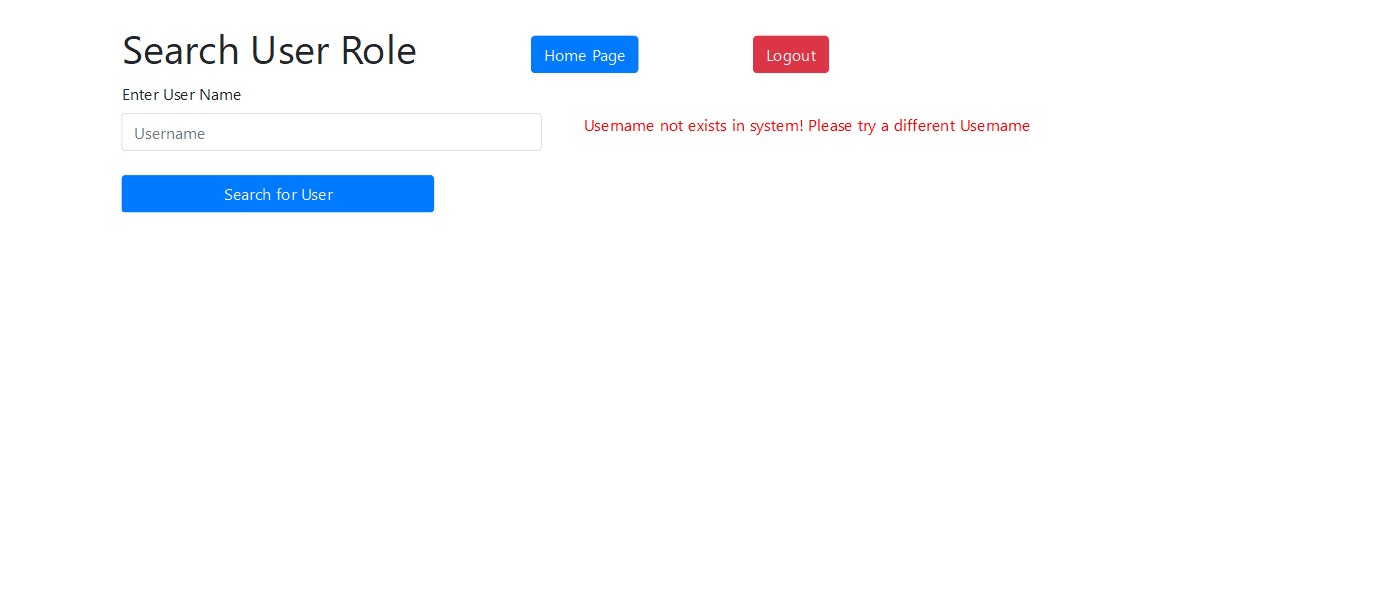 Search User Role
Home Page
Logout
Enter User Name
Username
Username not exists in system! Please try a different Username
Search for User